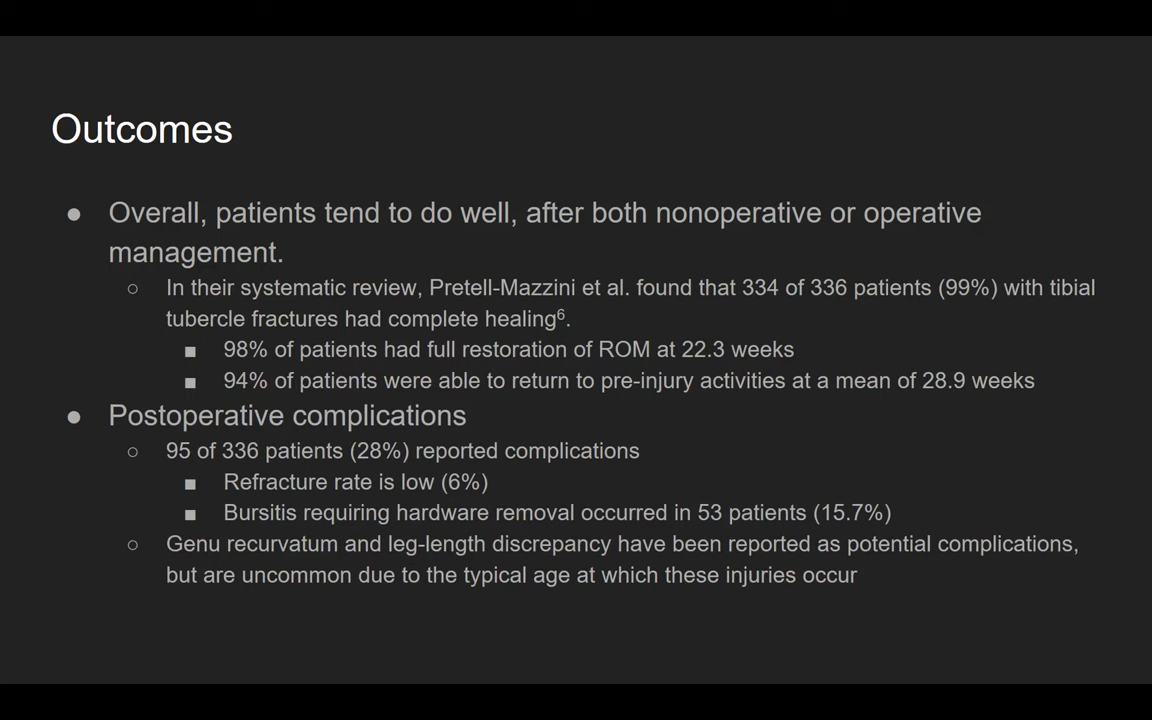 Outcomes
● Overall, patients tend to do well, after both nonoperative or operative
management.
○ In their systematic review, Pretell-Mazzini et al. found that 334 of 336 patients (99%) with tibial
tubercle fractures had complete healing⁶.
■ 98% of patients had full restoration of ROM at 22.3 weeks
■ 94% of patients were able to return to pre-injury activities at a mean of 28.9 weeks
● Postoperative complications
○ 95 of 336 patients (28%) reported complications
■ Refracture rate is low (6%)
■ Bursitis requiring hardware removal occurred in 53 patients (15.7%)
○ Genu recurvatum and leg-length discrepancy have been reported as potential complications,
but are uncommon due to the typical age at which these injuries occur